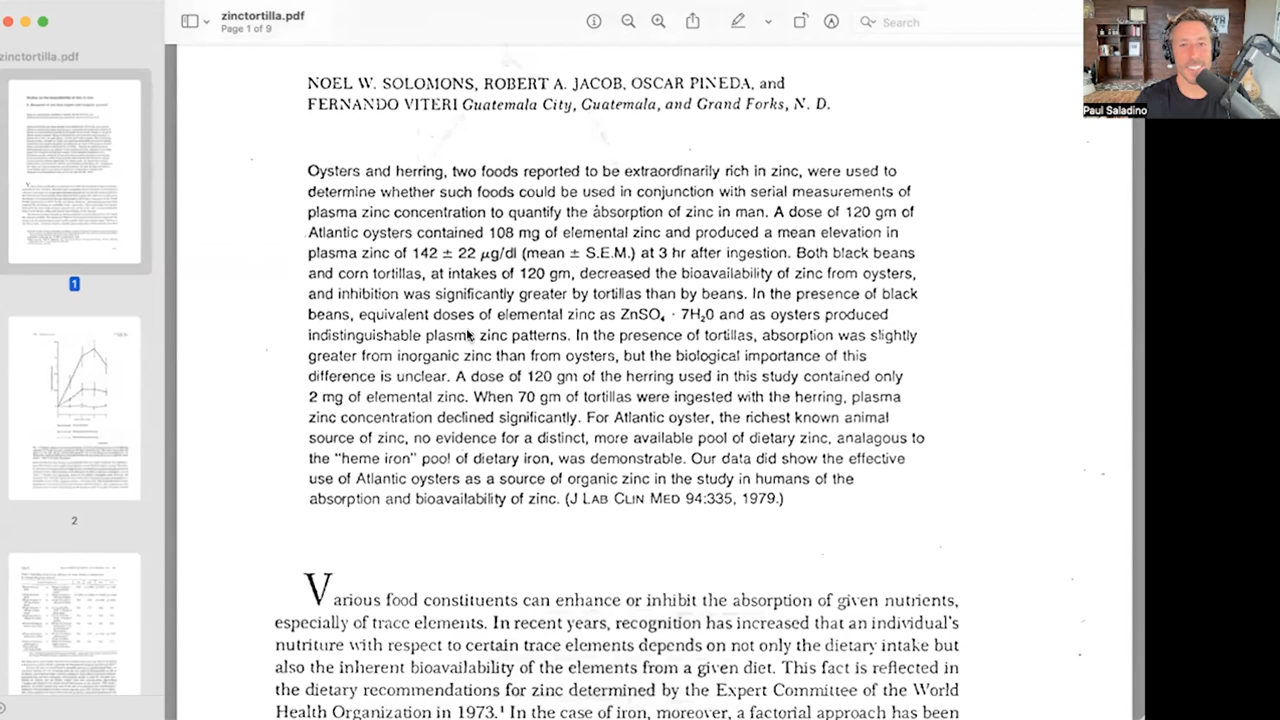 zinctortilla.pdf
Page 1 of 9
Search
zinctortilla.pdf
1
2
Paul Saladino
NOEL W. SOLOMONS, ROBERT A. JACOB, OSCAR PINEDA, and
FERNANDO VITERI Guatemala City, Guatemala, and Grand Forks, N. D.
Oysters and herring, two foods reported to be extraordinarily rich in zinc, were used to
determine whether such foods could be used in conjunction with serial measurements of
plasma zinc concentration to quantify the absorption of zinc in man. A dose of 120 gm of
Atlantic oysters contained 108 mg of elemental zinc and produced a mean elevation in
plasma zinc of 142 ± 22 μg/dl (mean ± S.E.M.) at 3 hr after ingestion. Both black beans
and corn tortillas, at intakes of 120 gm, decreased the bioavailability of zinc from oysters,
and inhibition was significantly greater by tortillas than by beans. In the presence of black
beans, equivalent doses of elemental zinc as ZnSO₄ · 7H₂0 and as oysters produced
indistinguishable plasma zinc patterns. In the presence of tortillas, absorption was slightly
greater from inorganic zinc than from oysters, but the biological importance of this
difference is unclear. A dose of 120 gm of the herring used in this study contained only
2 mg of elemental zinc. When 70 gm of tortillas were ingested with the herring, plasma
zinc concentration declined significantly. For Atlantic oyster, the richest known animal
source of zinc, no evidence for a distinct, more available pool of dietary zinc, analagous to
the "heme iron" pool of dietary iron, was demonstrable. Our data do show the effective
use of Atlantic oysters as a source of organic zinc in the study in humans of the
absorption and bioavailability of zinc. (J LAB CLIN MED 94:335, 1979.)
Various food constituents can enhance or inhibit the absorption of given nutrients,
especially of trace elements. In recent years, recognition has increased that an individual's
nutriture with respect to certain trace elements depends on not only the dietary intake but
also the inherent bioavailability of the elements from a given diet. This fact is reflected in
the dietary recommendations for zinc determined by the Expert Committee of the World
Health Organization in 1973.¹ In the case of iron, moreover, a factorial approach has been